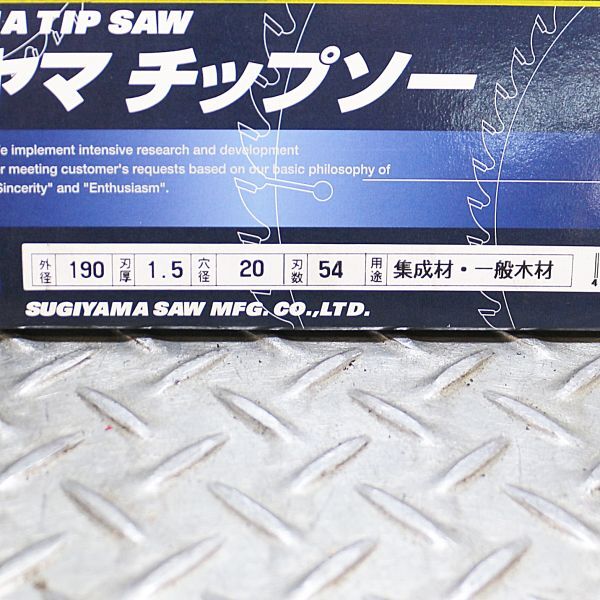 A TIP SAW
ヤマ チップソー
e implement intensive research and development
r meeting customer's requests based on our basic philosophy of
Sincerity" and "Enthusiasm".
外径 190 刃厚 1.5 穴径 20 刃数 54 用途 集成材・一般木材
4
SUGIYAMA SAW MFG. CO.,LTD.